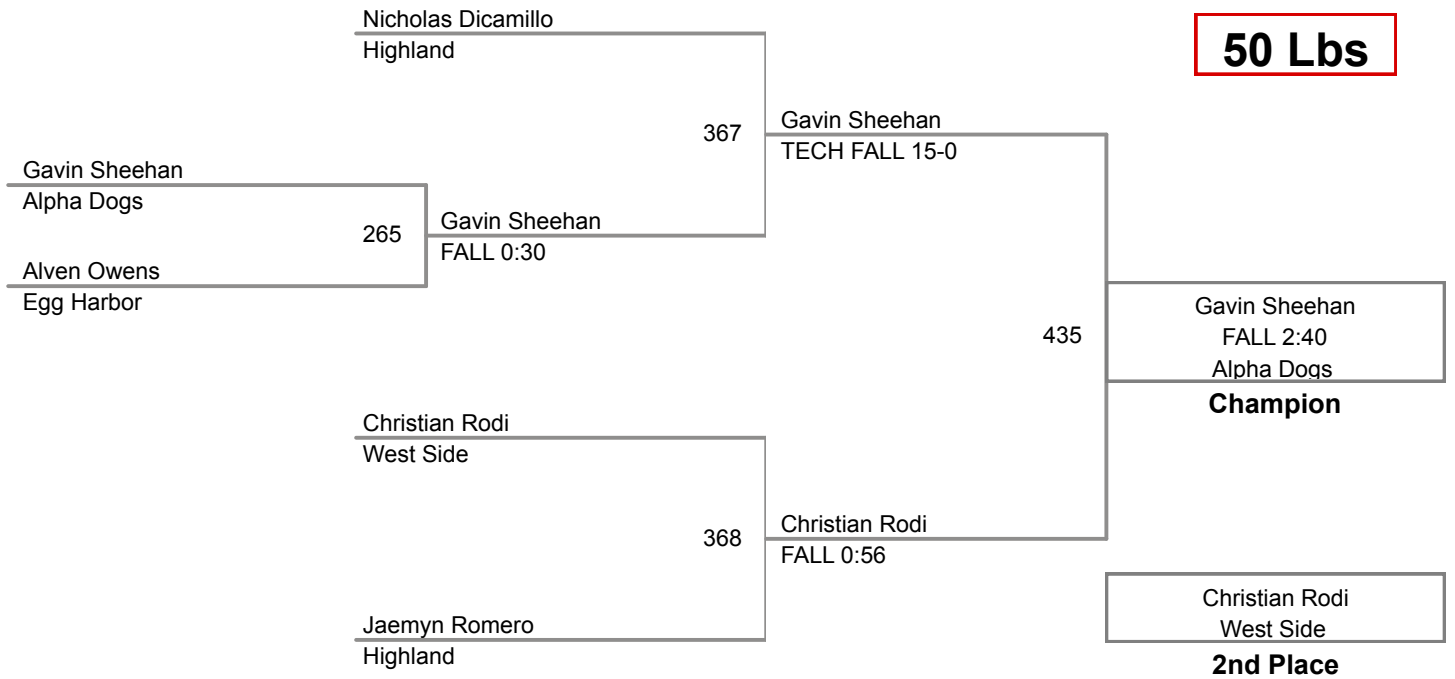 Nicholas Dicamillo
Highland
50 Lbs
367
Gavin Sheehan
TECH FALL 15-0
Gavin Sheehan
Alpha Dogs
265
Gavin Sheehan
FALL 0:30
Alven Owens
Egg Harbor
435
Gavin Sheehan
FALL 2:40
Alpha Dogs
Champion
Christian Rodi
West Side
368
Christian Rodi
FALL 0:56
Jaemyn Romero
Highland
Christian Rodi
West Side
2nd Place